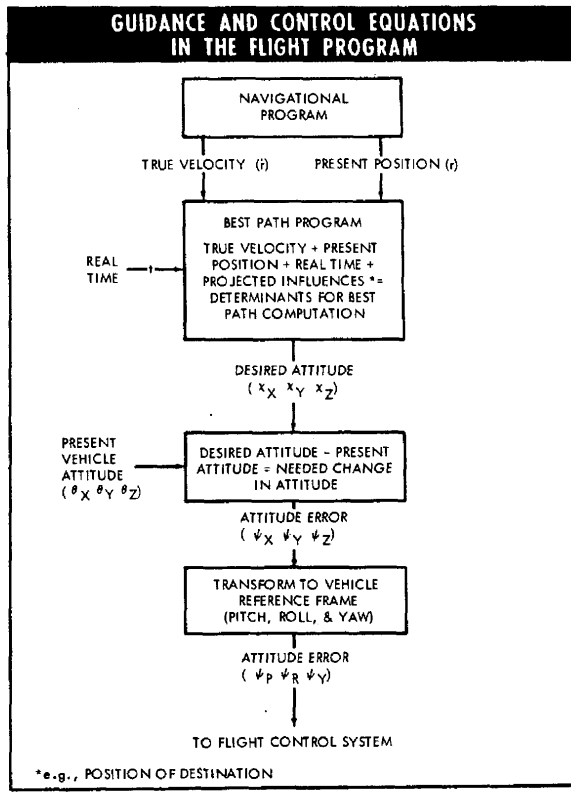 GUIDANCE AND CONTROL EQUATIONS
IN THE FLIGHT PROGRAM
NAVIGATIONAL
PROGRAM
TRUE VELOCITY (ṙ)
PRESENT POSITION (r)
BEST PATH PROGRAM
TRUE VELOCITY + PRESENT
POSITION + REAL TIME +
PROJECTED INFLUENCES *=
DETERMINANTS FOR BEST
PATH COMPUTATION
REAL
TIME
t
DESIRED ATTITUDE
( χX χY χZ )
PRESENT
VEHICLE
ATTITUDE
( θX θY θZ )
DESIRED ATTITUDE - PRESENT
ATTITUDE = NEEDED CHANGE
IN ATTITUDE
ATTITUDE ERROR
( ψX ψY ψZ )
TRANSFORM TO VEHICLE
REFERENCE FRAME
(PITCH, ROLL, & YAW)
ATTITUDE ERROR
( ψP ψR ψY )
TO FLIGHT CONTROL SYSTEM
*e.g., POSITION OF DESTINATION